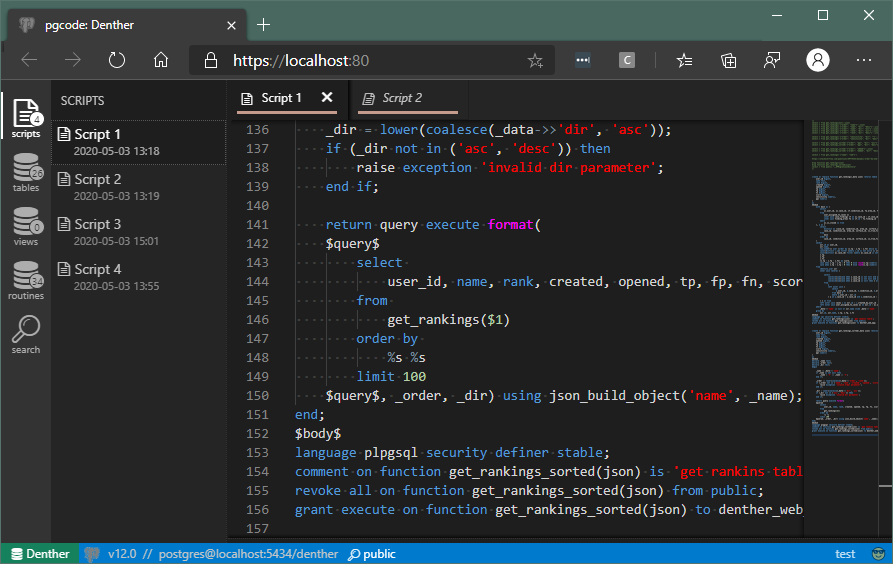 pgcode: Denther
https://localhost:80
C
SCRIPTS
Script 1
Script 2
4
scripts
26
tables
0
views
34
routines
search
Script 1
2020-05-03 13:18
Script 2
2020-05-03 13:19
Script 3
2020-05-03 15:01
Script 4
2020-05-03 13:55
136 _dir = lower(coalesce(_data->>'dir', 'asc'));
137 if (_dir not in ('asc', 'desc')) then
138 raise exception 'invalid dir parameter';
139 end if;
140
141 return query execute format(
142 $query$
143 select
144 user_id, name, rank, created, opened, tp, fp, fn, scor
145 from
146 get_rankings($1)
147 order by
148 %s %s
149 limit 100
150 $query$, _order, _dir) using json_build_object('name', _name);
151 end;
152 $body$
153 language plpgsql security definer stable;
154 comment on function get_rankings_sorted(json) is 'get rankins tabl
155 revoke all on function get_rankings_sorted(json) from public;
156 grant execute on function get_rankings_sorted(json) to denther_web
157
Denther
v12.0 // postgres@localhost:5434/denther
public
test